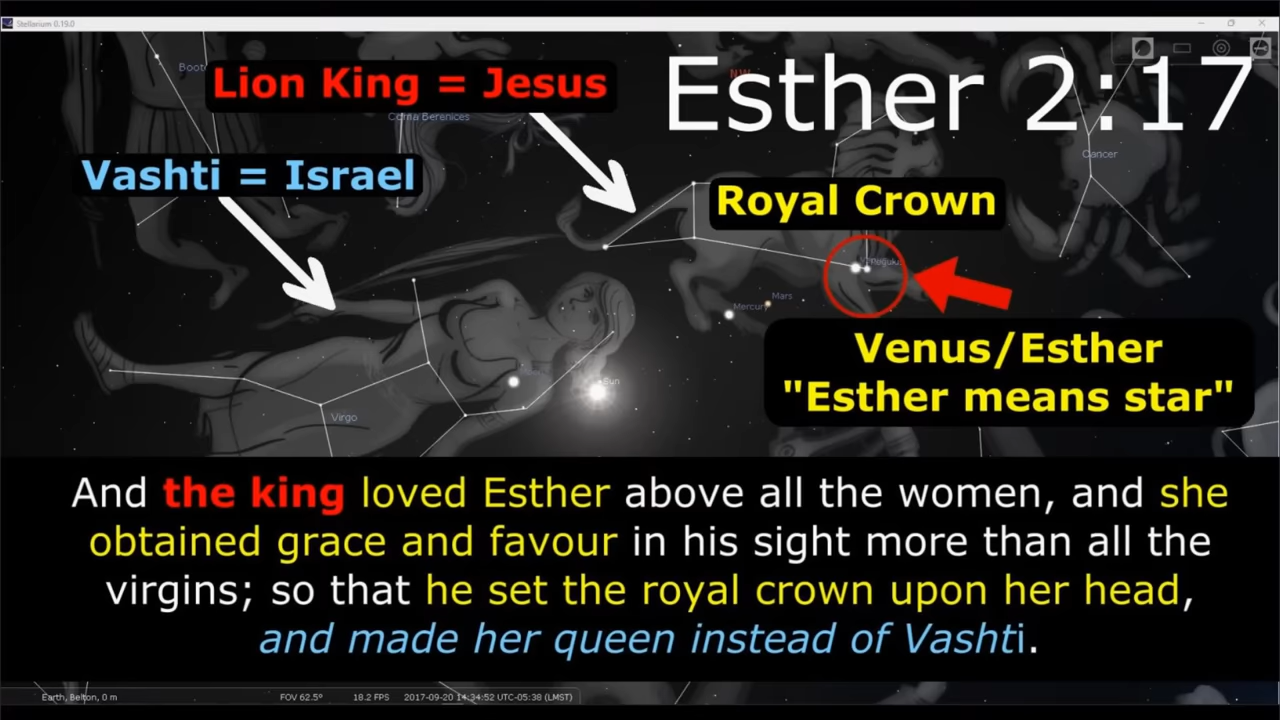 Stellarium 0.19.0
Esther 2:17
Lion King = Jesus
Coma Berenices
Vashti = Israel
Cancer
Royal Crown
Mars
Mercury
Venus/Esther
"Esther means star"
Sun
Virgo
And the king loved Esther above all the women, and she
obtained grace and favour in his sight more than all the
virgins; so that he set the royal crown upon her head,
and made her queen instead of Vashti.
Earth, Belton, 0 m
FOV 62.5°
18.2 FPS
2017-09-20 14:34:52 UTC-05:38 (LMST)